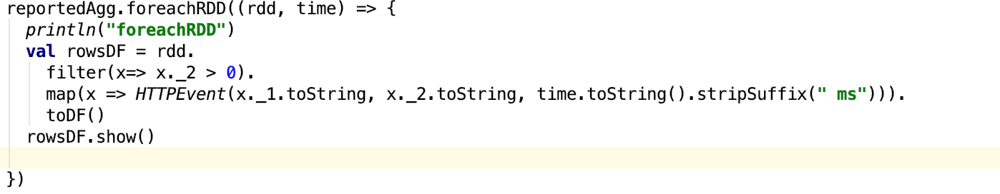 reportedAgg.foreachRDD((rdd, time) => {
  println("foreachRDD")
  val rowsDF = rdd.
    filter(x=> x._2 > 0).
    map(x => HTTPEvent(x._1.toString, x._2.toString, time.toString().stripSuffix(" ms"))).
    toDF()
  rowsDF.show()
})